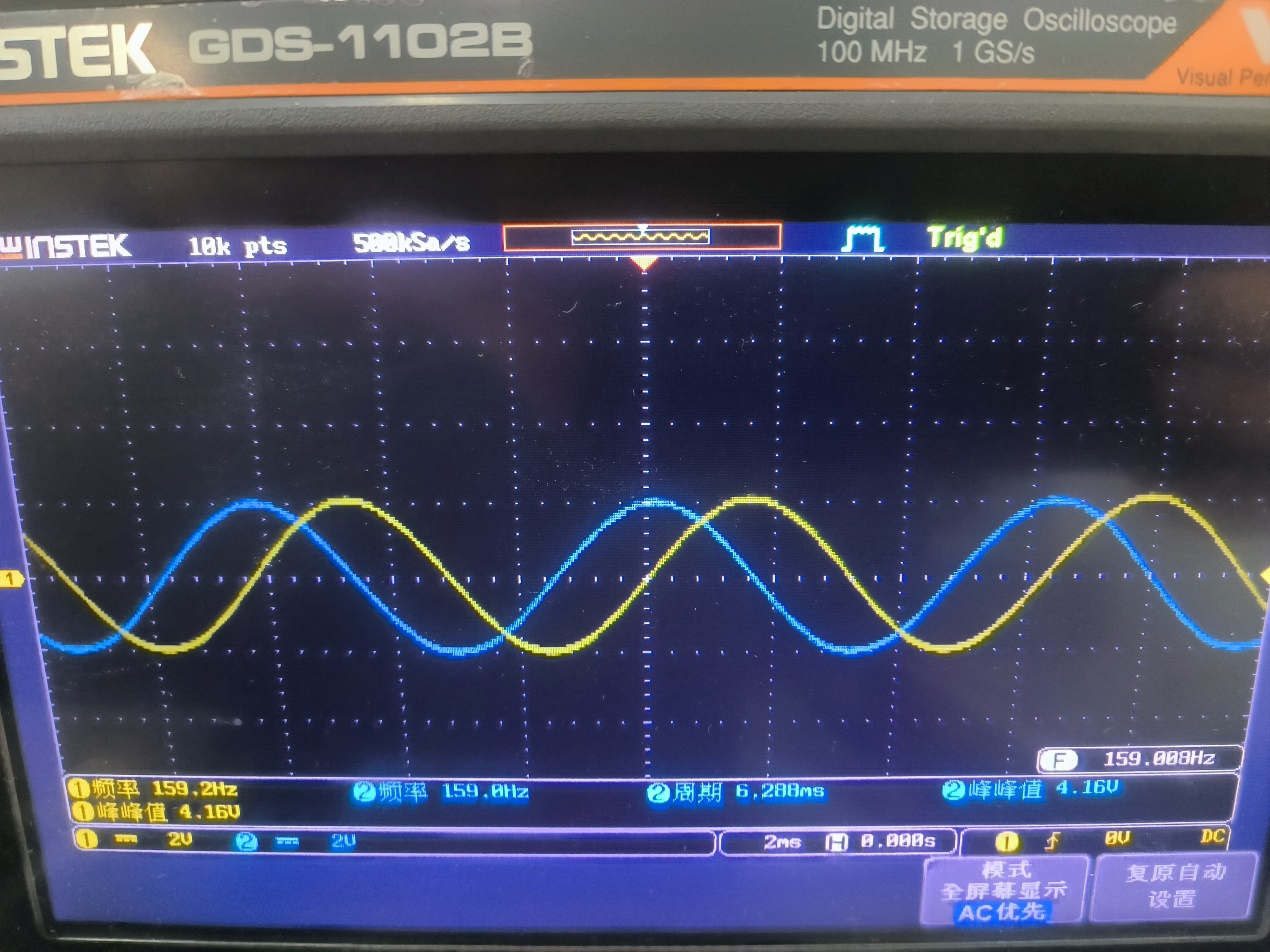 STEK GDS-1102B
Digital Storage Oscilloscope
100 MHz 1 GS/s
Visual Per
INSTEK 10k pts 500kSa/s Trig'd
1
F 159.008Hz
1 频率 159.2Hz 2 频率 159.0Hz 2 周期 6.288ms 2 峰峰值 4.16V
1 峰峰值 4.16V
1 2V 2 2V 2ms H 0.000s 1 0V DC
模式
全屏幕显示
AC优先
复原自动
设置